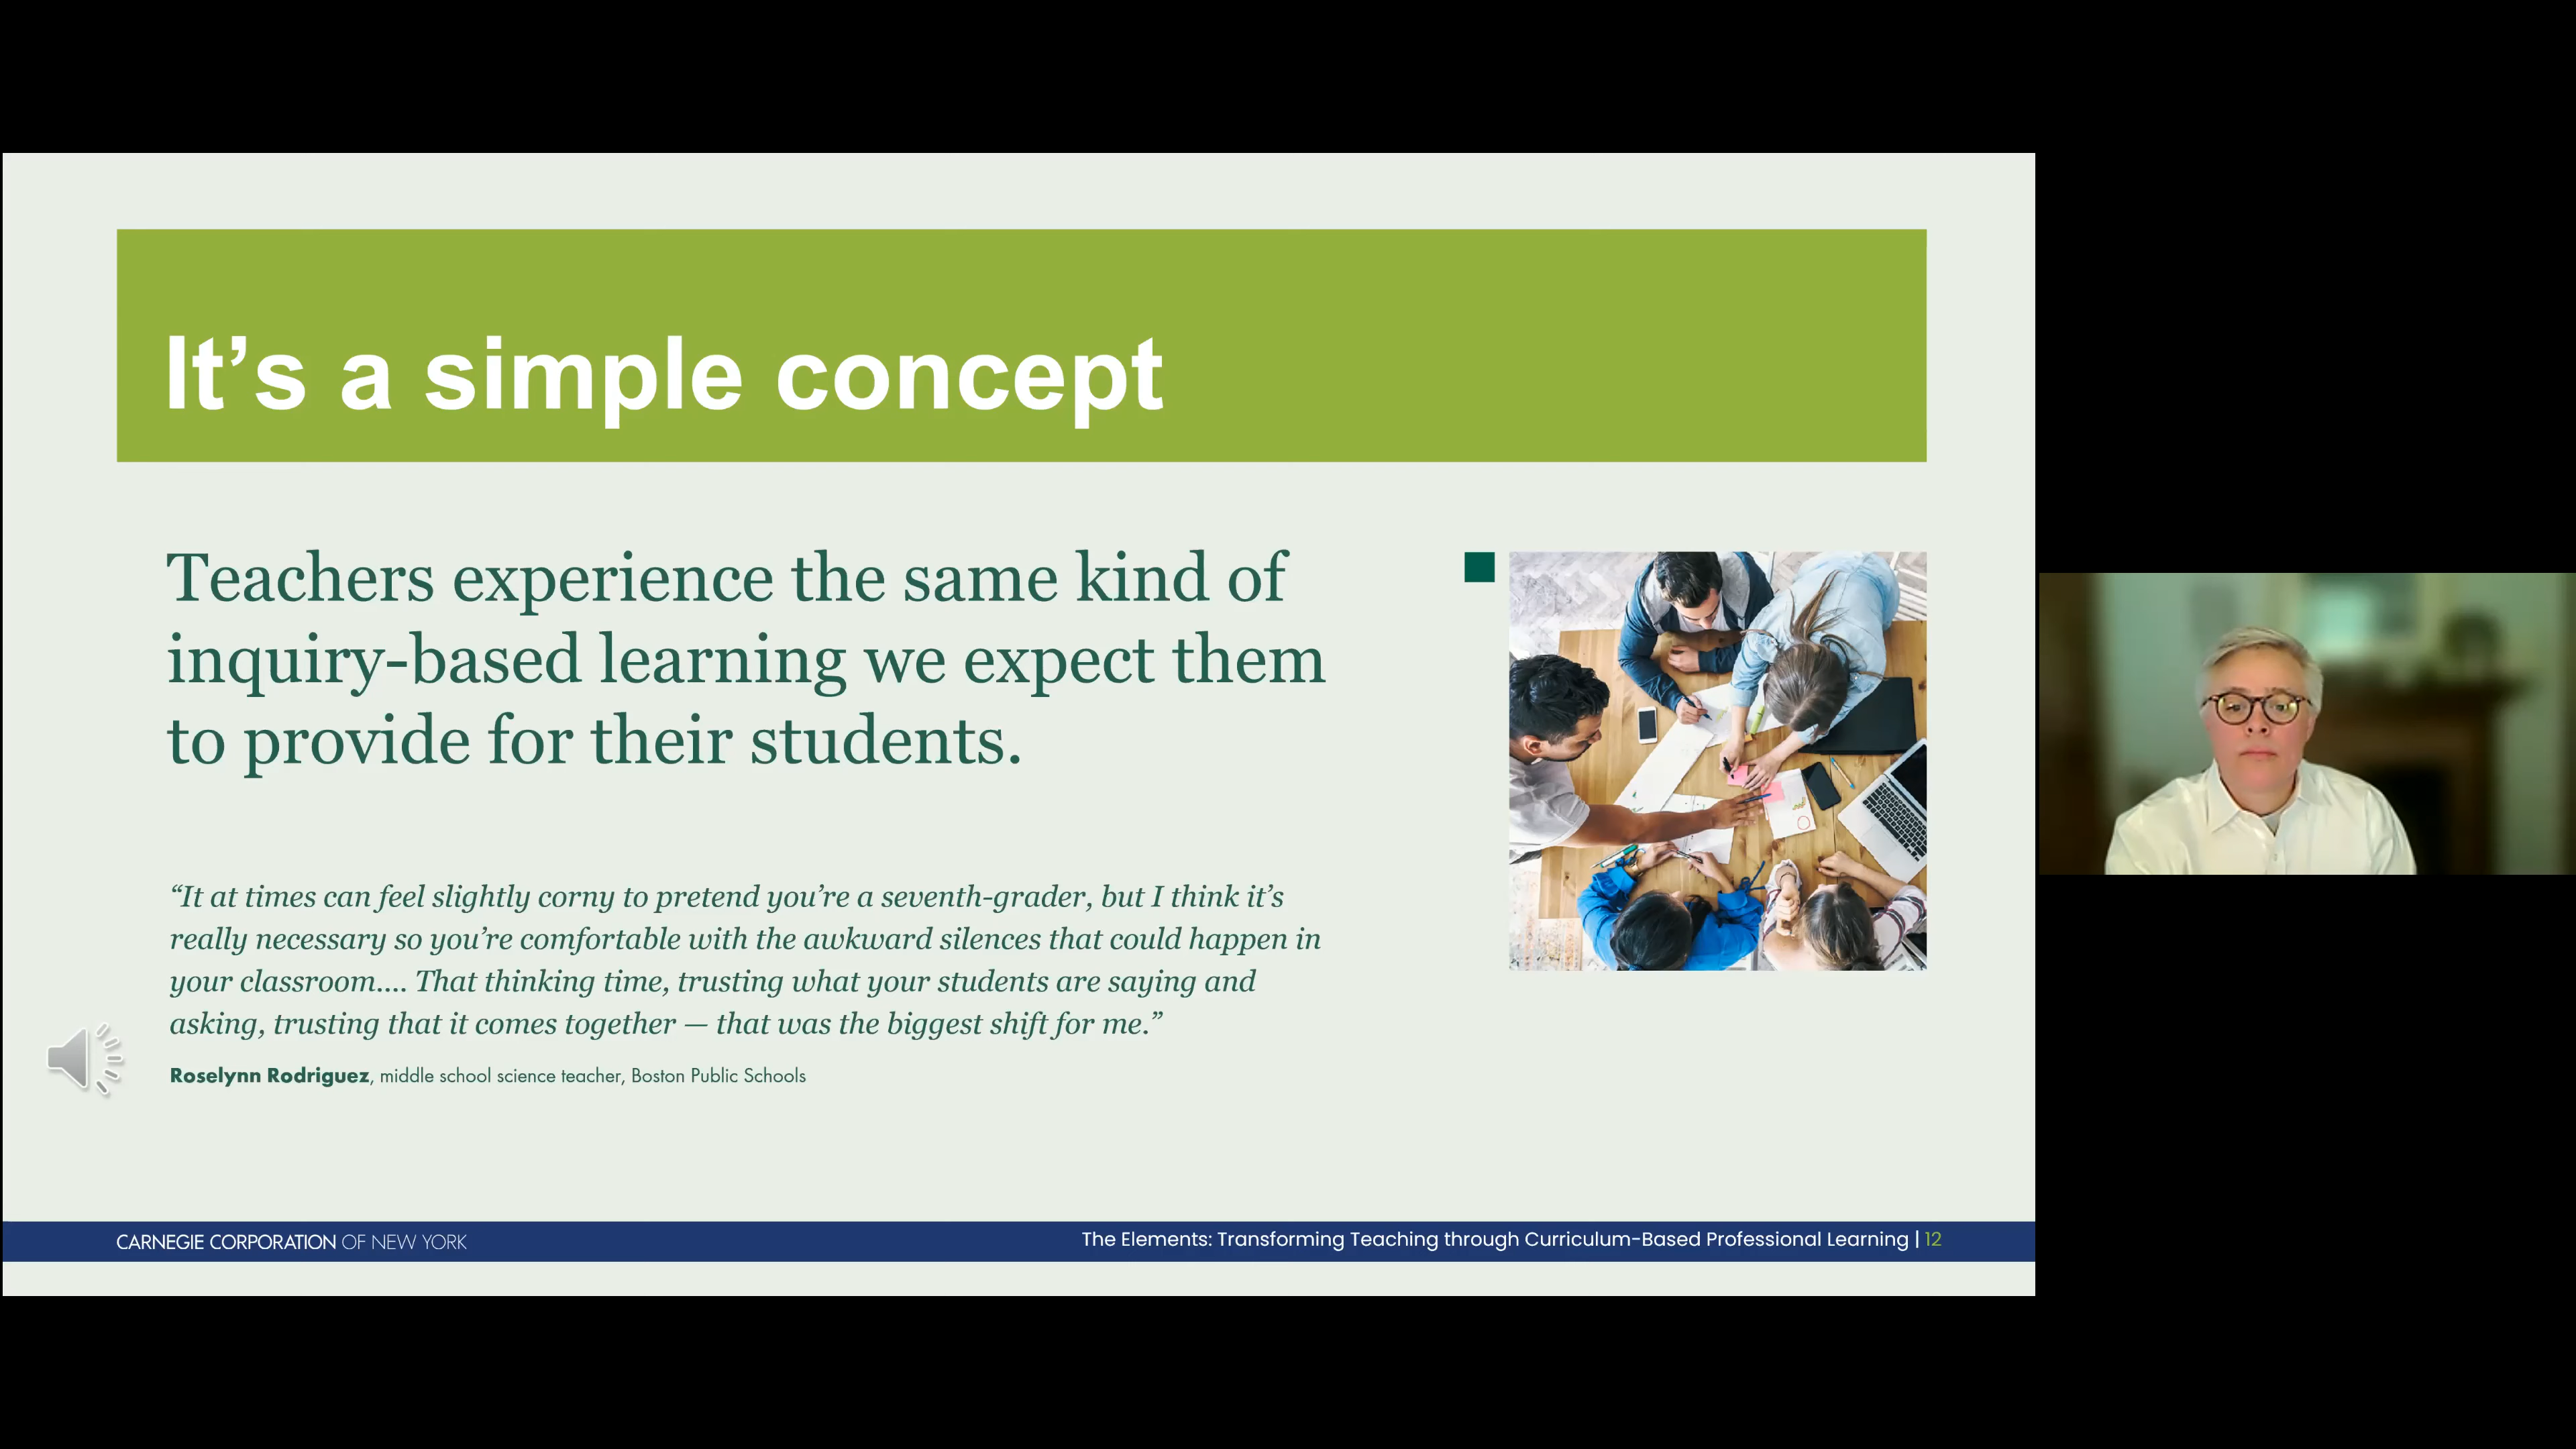 It’s a simple concept
Teachers experience the same kind of
inquiry-based learning we expect them
to provide for their students.
“It at times can feel slightly corny to pretend you’re a seventh-grader, but I think it’s
really necessary so you’re comfortable with the awkward silences that could happen in
your classroom.... That thinking time, trusting what your students are saying and
asking, trusting that it comes together — that was the biggest shift for me.”
Roselynn Rodriguez, middle school science teacher, Boston Public Schools
CARNEGIE CORPORATION OF NEW YORK
The Elements: Transforming Teaching through Curriculum-Based Professional Learning | 12